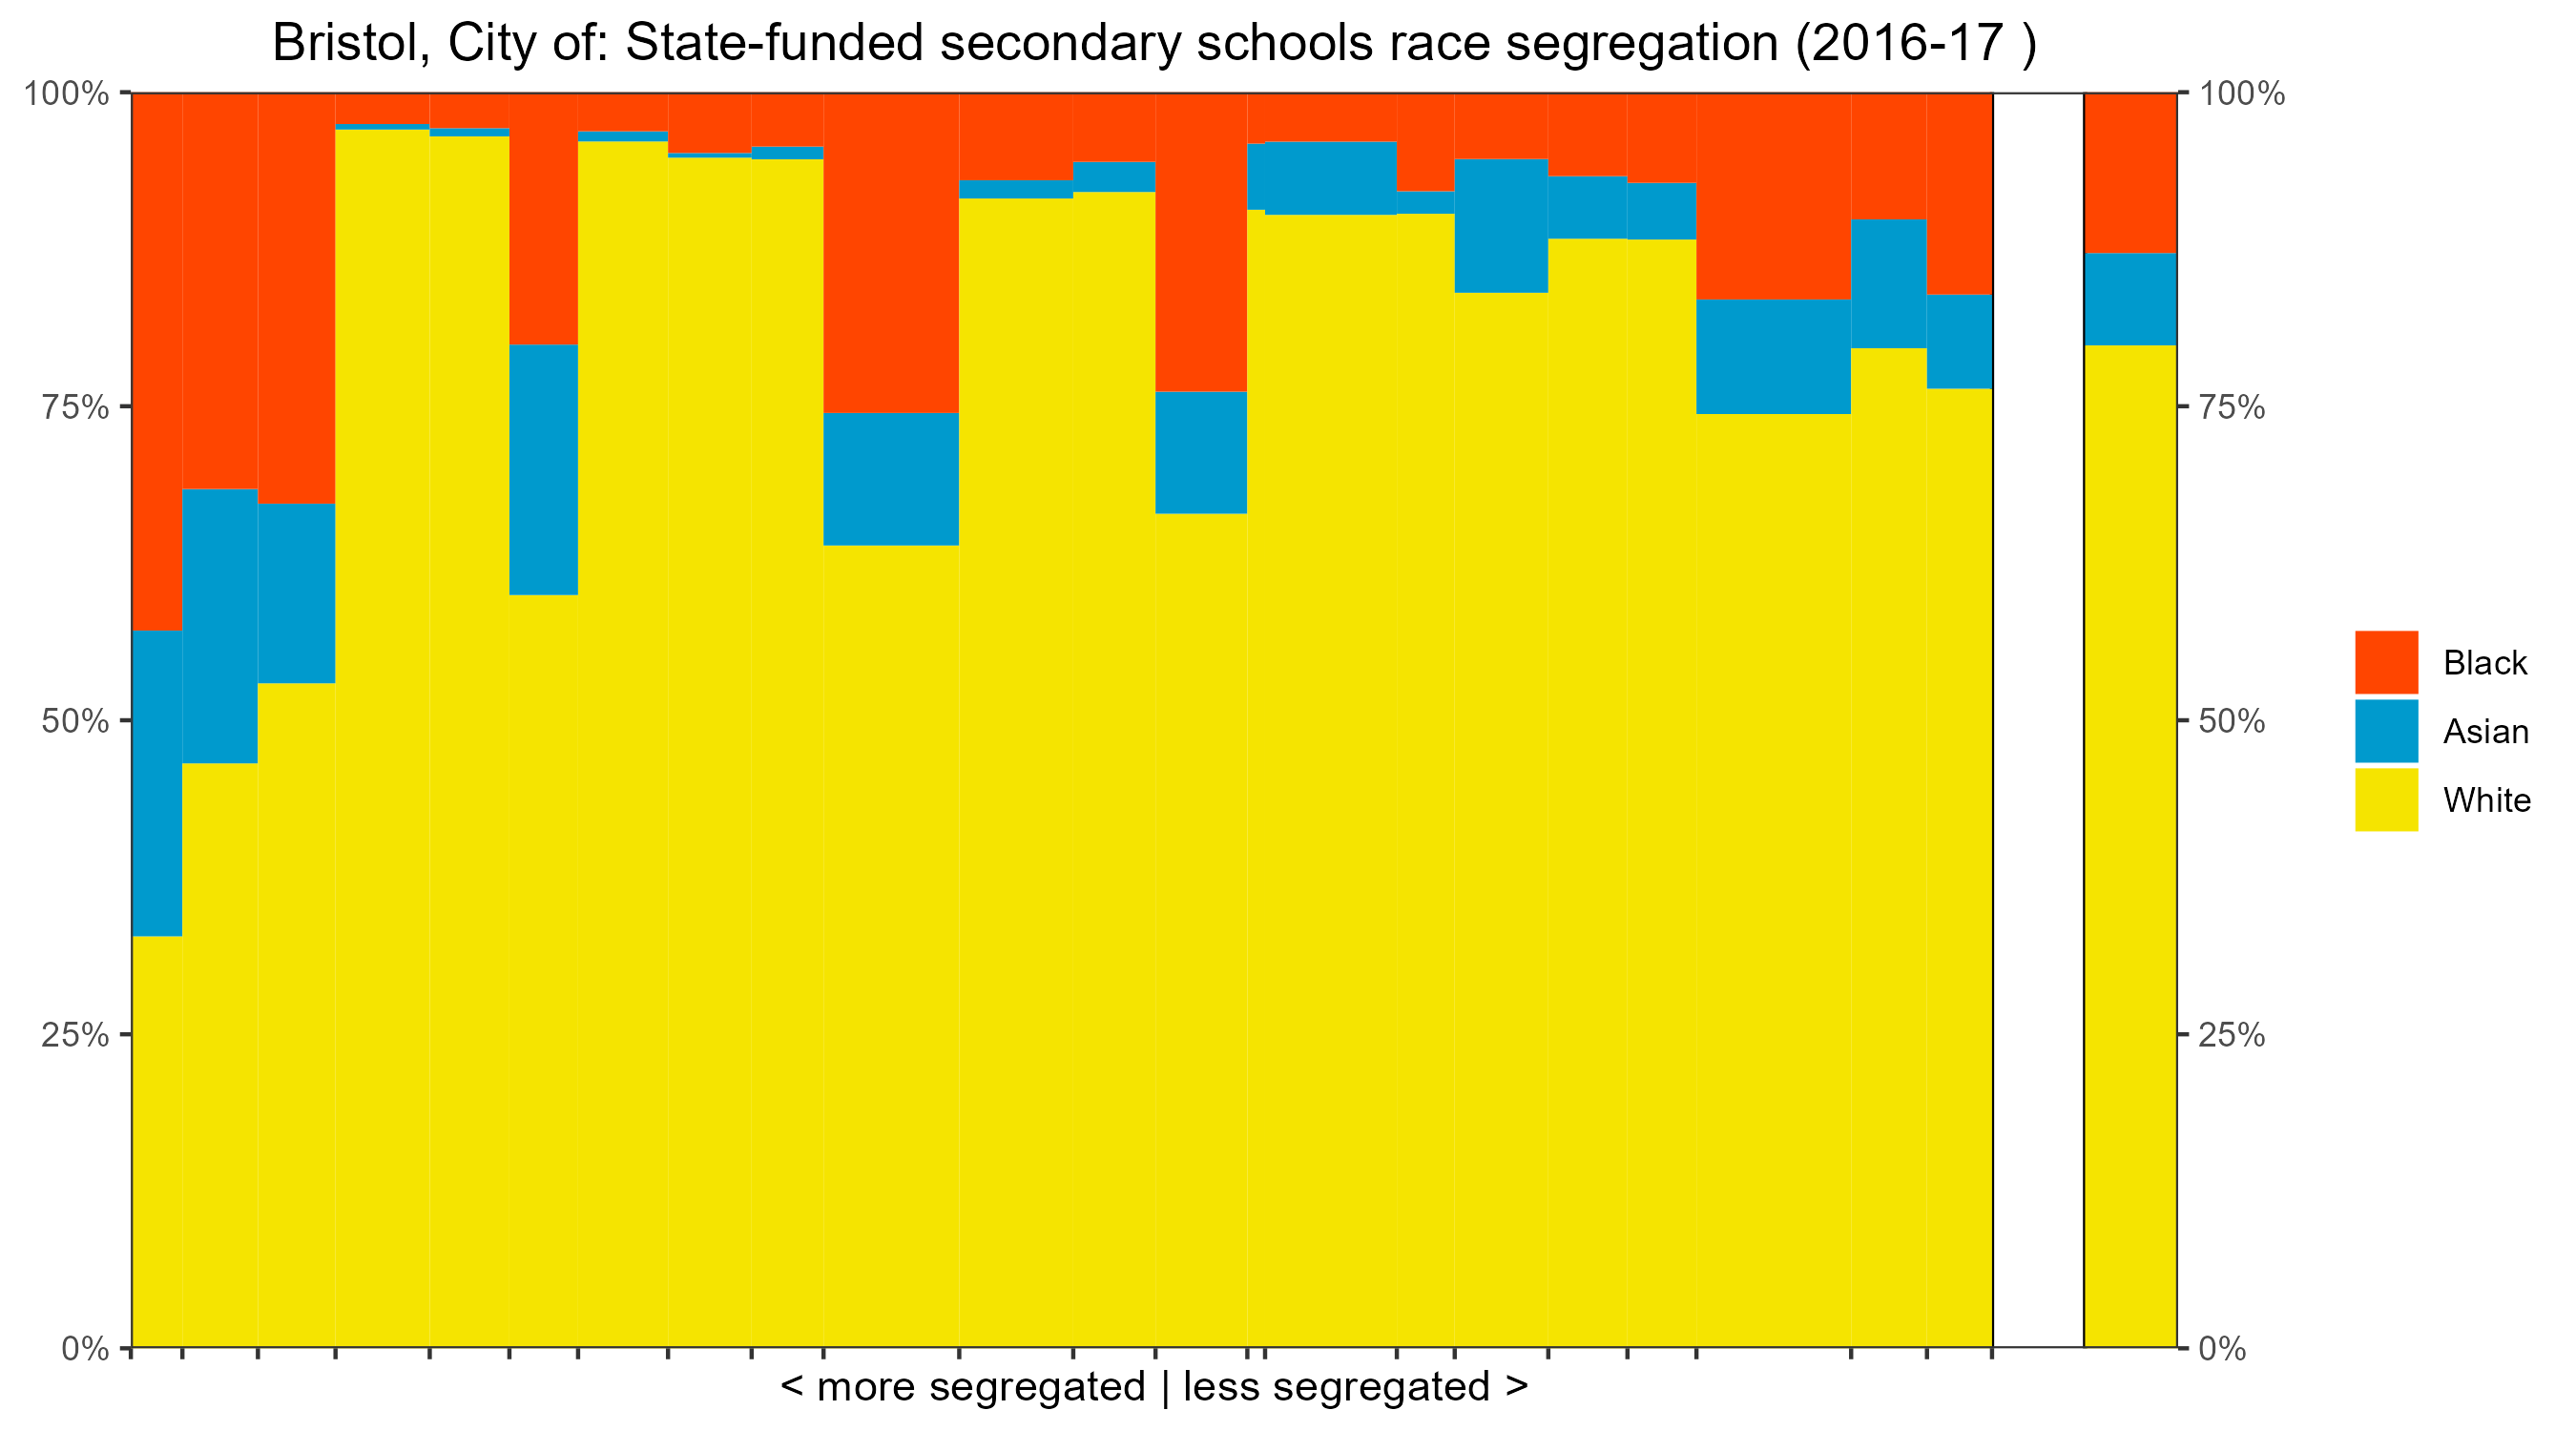 Bristol, City of: State-funded secondary schools race segregation (2016-17 )
100%
75%
50%
25%
0%
100%
75%
50%
25%
0%
Black
Asian
White
< more segregated | less segregated >